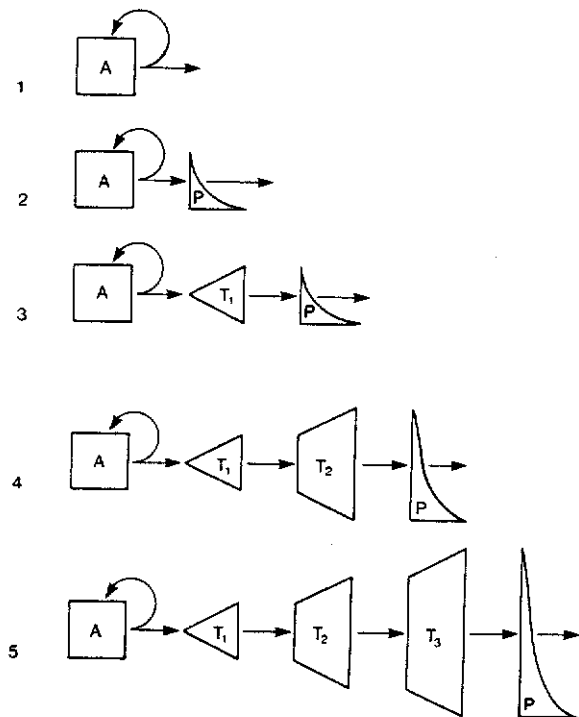 1 A
2 A P
3 A T₁ P
4 A T₁ T₂ P
5 A T₁ T₂ T₃ P